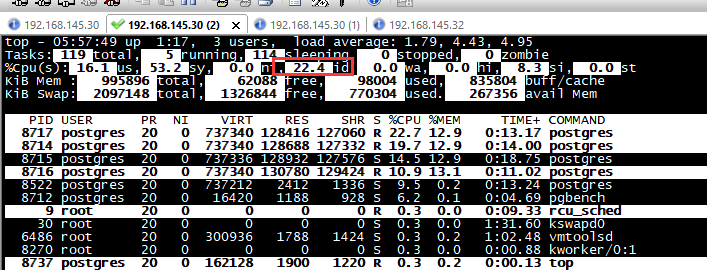 192.168.145.30 192.168.145.30 (2) 192.168.145.30 (1) 192.168.145.32
top - 05:57:49 up 1:17, 3 users, load average: 1.79, 4.43, 4.95
Tasks: 119 total, 5 running, 114 sleeping, 0 stopped, 0 zombie
%Cpu(s): 16.1 us, 53.2 sy, 0.0 n, 22.4 id, 0.0 wa, 0.0 hi, 8.3 si, 0.0 st
KiB Mem : 995896 total, 62088 free, 98004 used, 835804 buff/cache
KiB Swap: 2097148 total, 1326844 free, 770304 used. 267356 avail Mem
PID USER PR NI VIRT RES SHR S %CPU %MEM TIME+ COMMAND
8717 postgres 20 0 737340 128416 127060 R 22.7 12.9 0:13.17 postgres
8714 postgres 20 0 737340 128688 127332 R 19.7 12.9 0:14.00 postgres
8715 postgres 20 0 737336 128932 127576 S 14.5 12.9 0:18.75 postgres
8716 postgres 20 0 737340 130780 129424 R 10.9 13.1 0:11.02 postgres
8522 postgres 20 0 737212 2412 1336 S 9.5 0.2 0:13.24 postgres
8712 postgres 20 0 16420 1188 928 S 6.2 0.1 0:04.69 pgbench
9 root 20 0 0 0 0 R 0.3 0.0 0:09.33 rcu_sched
30 root 20 0 0 0 0 S 0.3 0.0 1:31.60 kswapd0
6486 root 20 0 300936 1788 1424 S 0.3 0.2 1:02.48 vmtoolsd
8270 root 20 0 0 0 0 S 0.3 0.0 0:00.88 kworker/0:1
8737 postgres 20 0 162128 1900 1220 R 0.3 0.2 0:00.13 top